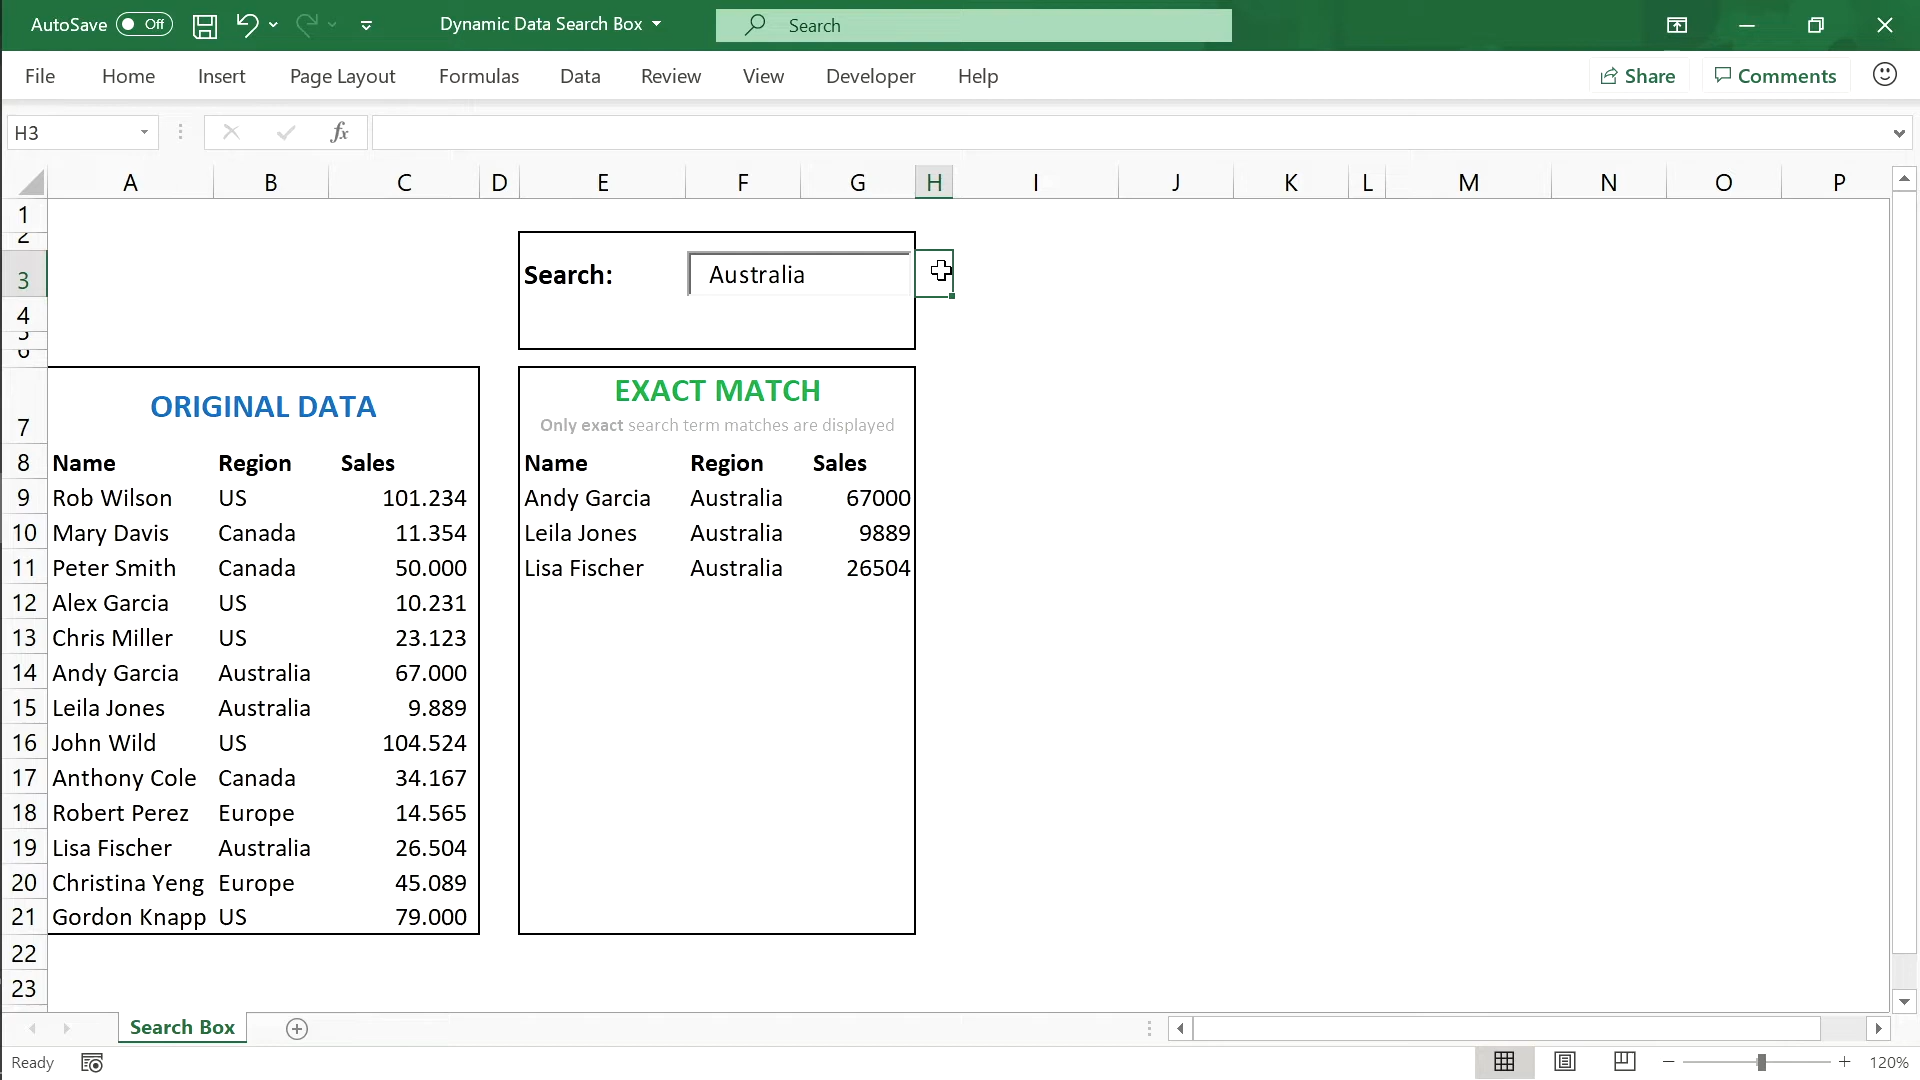 AutoSave Off Dynamic Data Search Box Search
File Home Insert Page Layout Formulas Data Review View Developer Help Share Comments
H3 fx
A B C D E F G H I J K L M N O P
1
2
3 Search: Australia
4
5
6
7 ORIGINAL DATA EXACT MATCH
Only exact search term matches are displayed
8 Name Region Sales Name Region Sales
9 Rob Wilson US 101.234 Andy Garcia Australia 67000
10 Mary Davis Canada 11.354 Leila Jones Australia 9889
11 Peter Smith Canada 50.000 Lisa Fischer Australia 26504
12 Alex Garcia US 10.231
13 Chris Miller US 23.123
14 Andy Garcia Australia 67.000
15 Leila Jones Australia 9.889
16 John Wild US 104.524
17 Anthony Cole Canada 34.167
18 Robert Perez Europe 14.565
19 Lisa Fischer Australia 26.504
20 Christina Yeng Europe 45.089
21 Gordon Knapp US 79.000
22
23
Search Box
Ready 120%